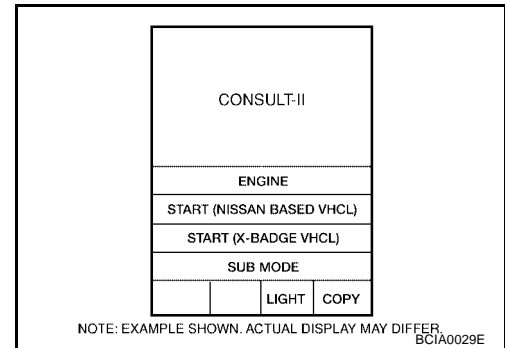 CONSULT-II
ENGINE
START (NISSAN BASED VHCL)
START (X-BADGE VHCL)
SUB MODE
LIGHT COPY
NOTE: EXAMPLE SHOWN. ACTUAL DISPLAY MAY DIFFER.
BCIA0029E